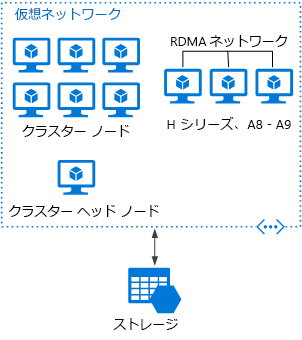 仮想ネットワーク
RDMA ネットワーク
クラスター ノード
H シリーズ、A8 - A9
クラスター ヘッド ノード
ストレージ